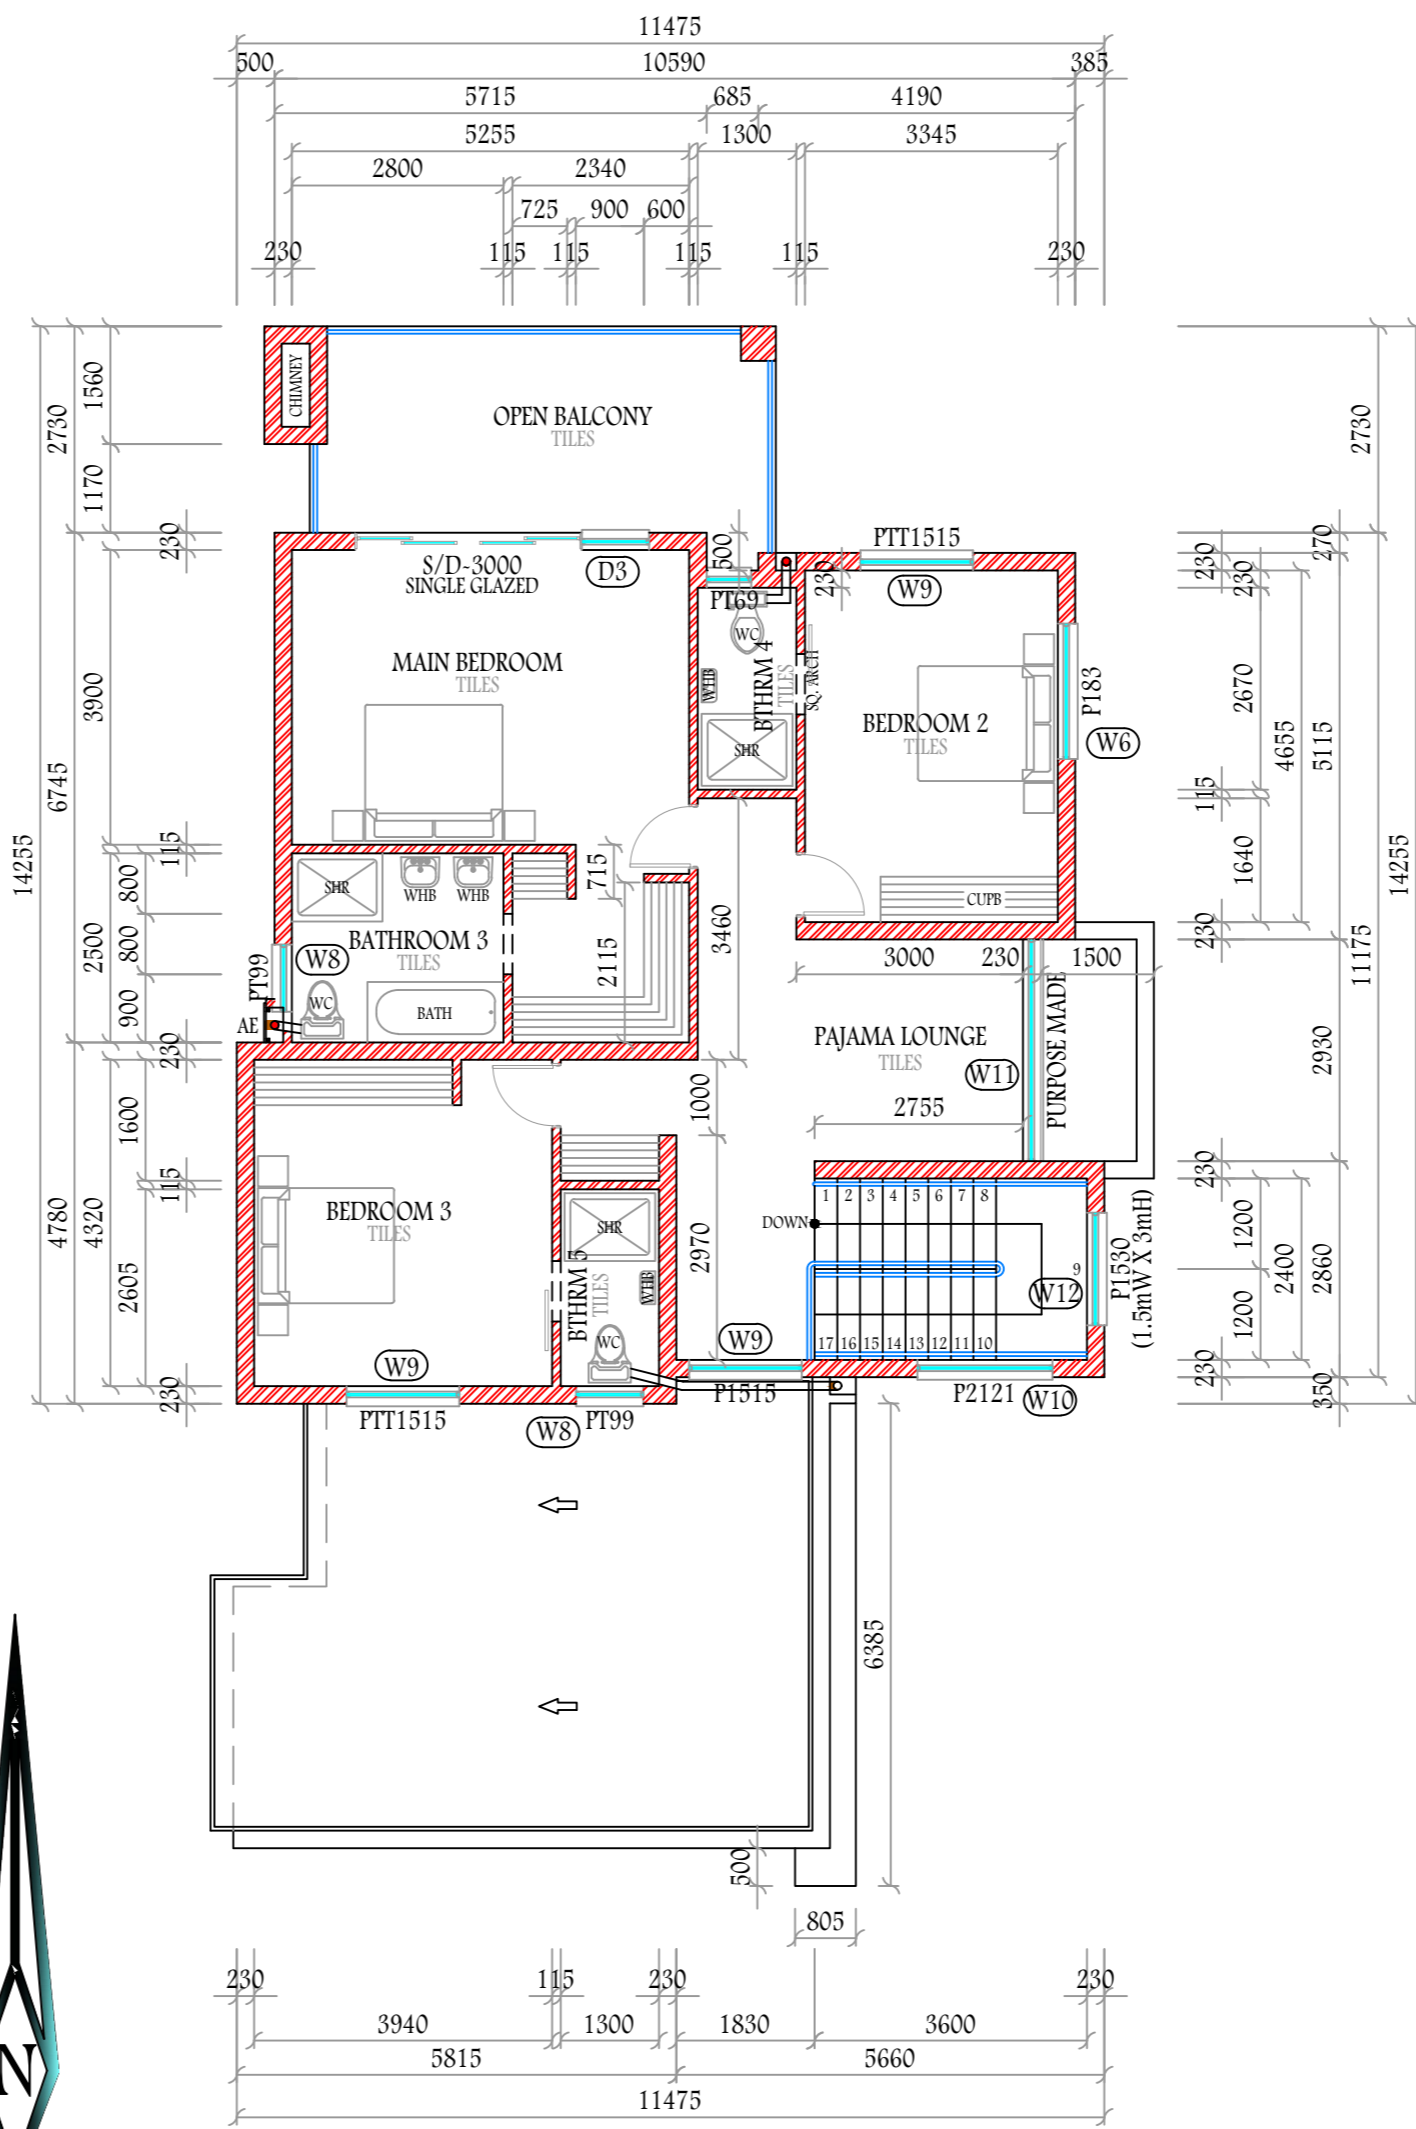 11475
500 10590 385
5715 685 4190
5255 1300 3345
2800 2340
725 900 600
230 115 115 115 115 230
CHIMNEY
OPEN BALCONY
TILES
1560
2730
1170
230
2730
270
S/D-3000
SINGLE GLAZED
D3
500
PT69
PTT1515
W9
230
230
230
MAIN BEDROOM
TILES
WC
WHB
BTHRM 4
TILES
SHR
SQ. ARCH
BEDROOM 2
TILES
P183
W6
CUPB
3900
6745
14255
115
800
2500
800
900
230
2670
4655
5115
115
1640
230
14255
11175
SHR
WHB
WHB
BATHROOM 3
TILES
W8
PT99
AE
WC
BATH
715
2115
3460
3000 230 1500
PAJAMA LOUNGE
TILES
W11
PURPOSE MADE
2755
2930
1000
1600
115
4780
4320
2605
230
BEDROOM 3
TILES
W9
PTT1515
SHR
BTHRM 5
TILES
WHB
WC
W8
PT99
2970
W9
P1515
DOWN
1 2 3 4 5 6 7 8
9
17 16 15 14 13 12 11 10
W12
P1530
(1.5mW X 3mH)
P2121
W10
230
1200
2400
2860
1200
230
350
6385
500
805
230 115 230 230
3940 1300 1830 3600
5815 5660
11475
N